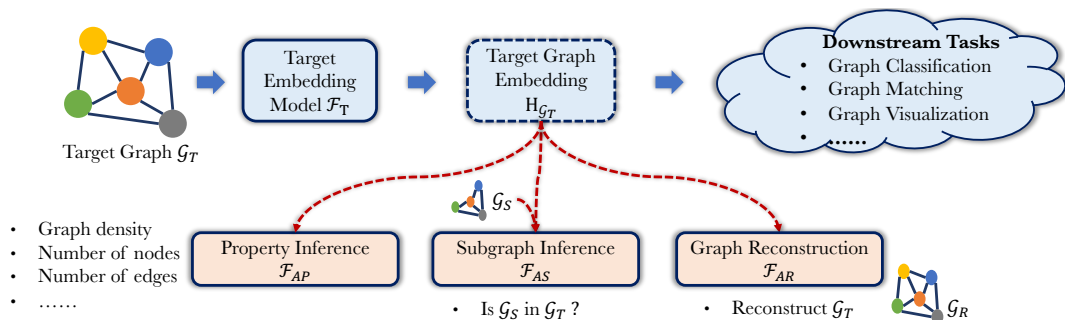 Target Graph 𝒢_T
Target
Embedding
Model ℱ_T
Target Graph
Embedding
H_𝒢_T
Downstream Tasks
• Graph Classification
• Graph Matching
• Graph Visualization
• ......
𝒢_S
• Graph density
• Number of nodes
• Number of edges
• ......
Property Inference
ℱ_AP
Subgraph Inference
ℱ_AS
• Is 𝒢_S in 𝒢_T ?
Graph Reconstruction
ℱ_AR
• Reconstruct 𝒢_T
𝒢_R